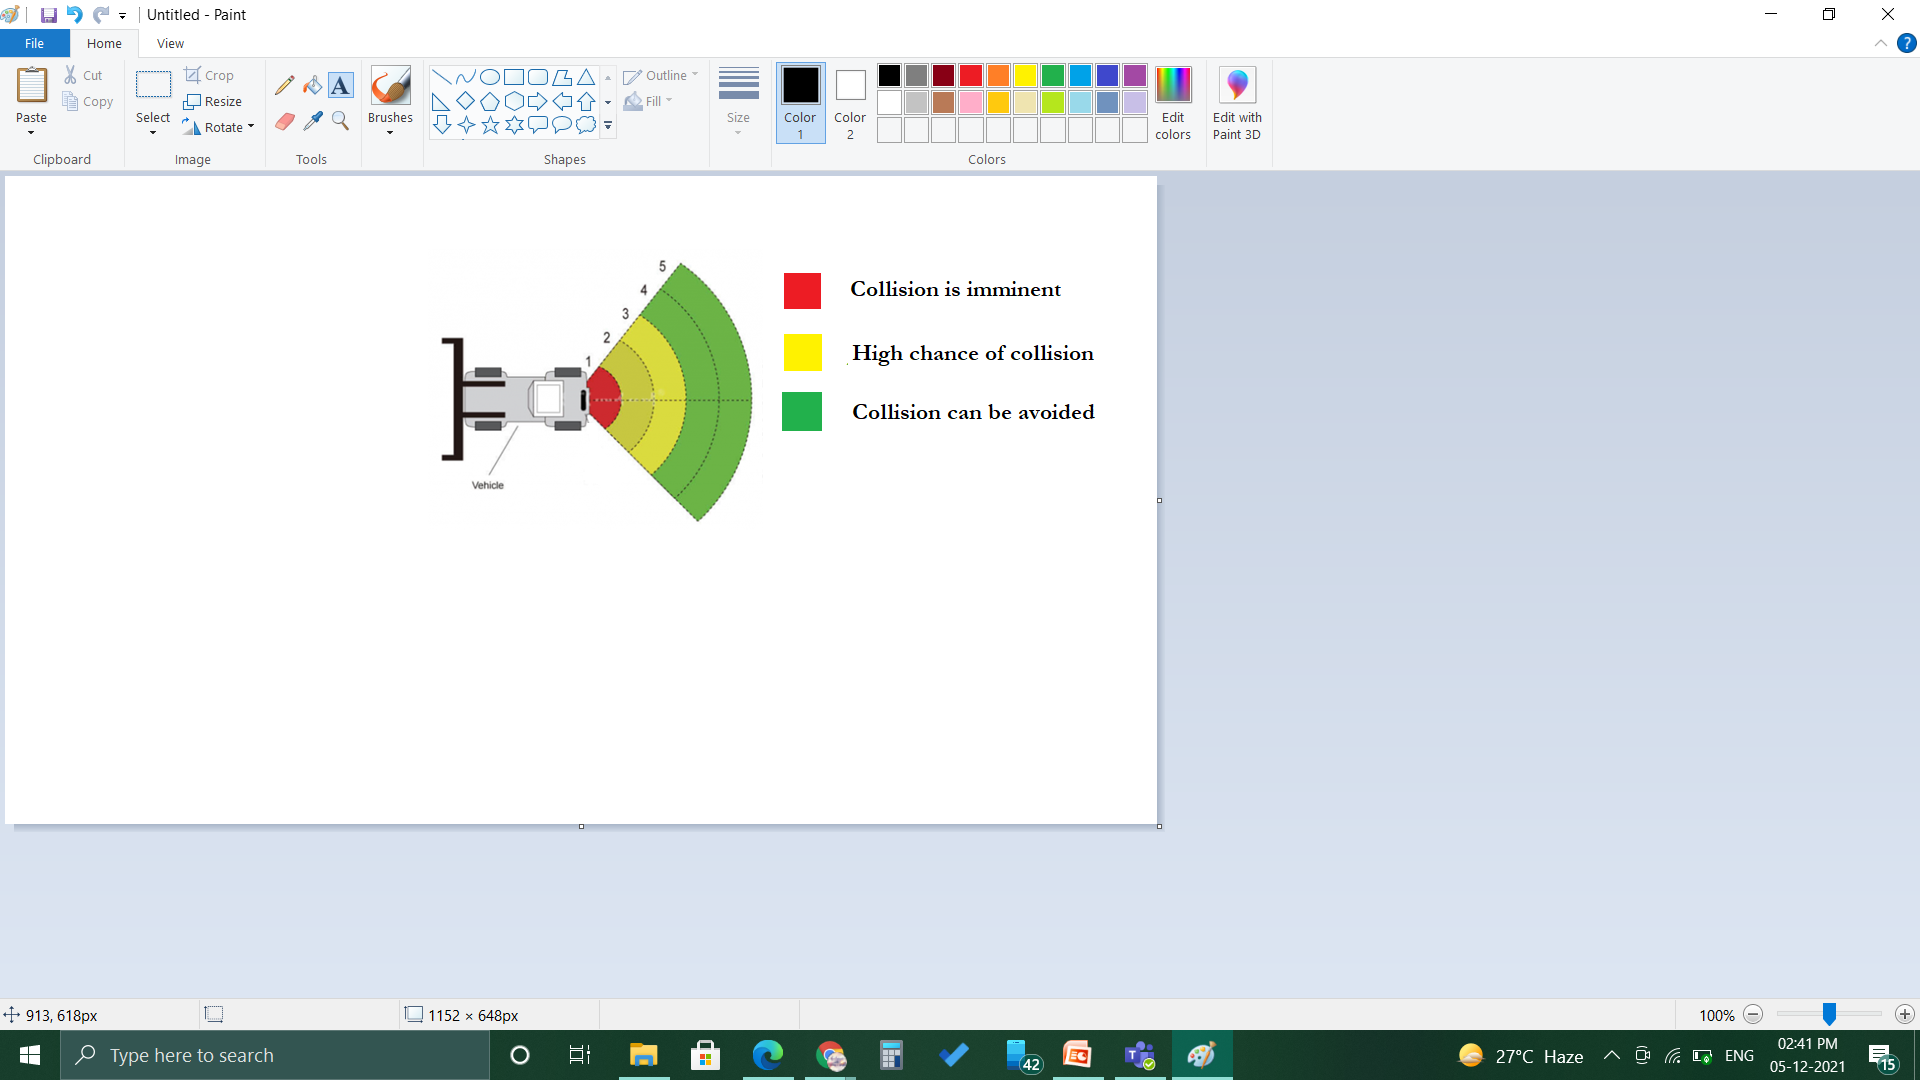 Untitled - Paint
File Home View
Paste
Cut
Copy
Clipboard
Select
Crop
Resize
Rotate
Image
A
Tools
Brushes
Outline
Fill
Shapes
Size
Color 1
Color 2
Edit colors
Colors
Edit with Paint 3D
5
4
3
2
1
Vehicle
Collision is imminent
High chance of collision
Collision can be avoided
913, 618px
1152 × 648px
100%
Type here to search
42
27°C Haze
ENG
02:41 PM
05-12-2021
15